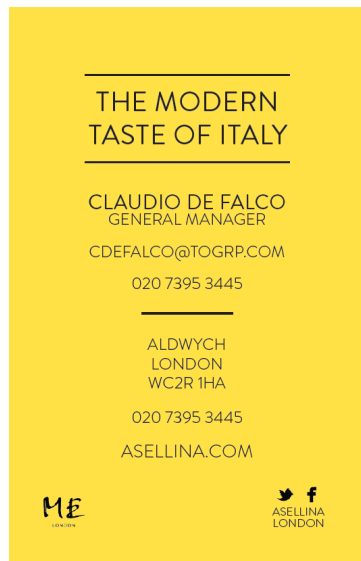 THE MODERN
TASTE OF ITALY
CLAUDIO DE FALCO
GENERAL MANAGER
CDEFALCO@TOGRP.COM
020 7395 3445
ALDWYCH
LONDON
WC2R 1HA
020 7395 3445
ASELLINA.COM
ME
LONDON
ASELLINA
LONDON